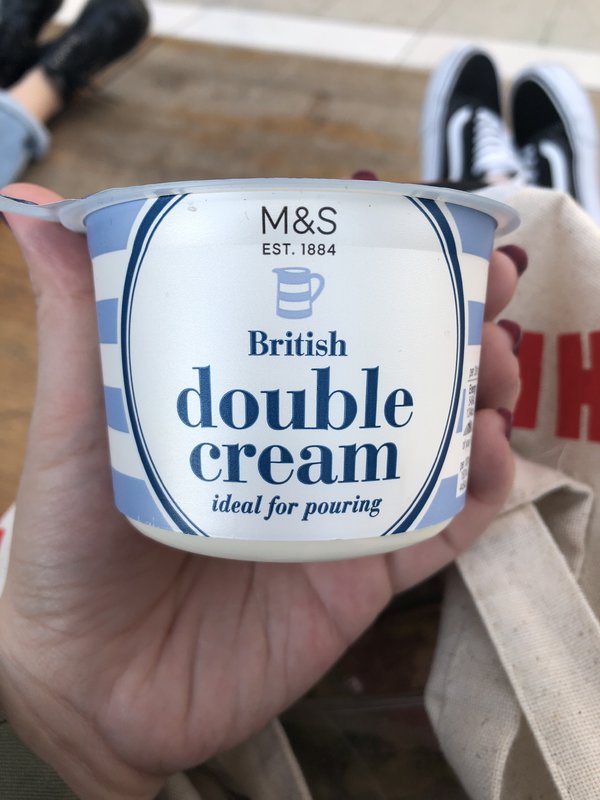 M&S
EST. 1884
British
double
cream
ideal for pouring